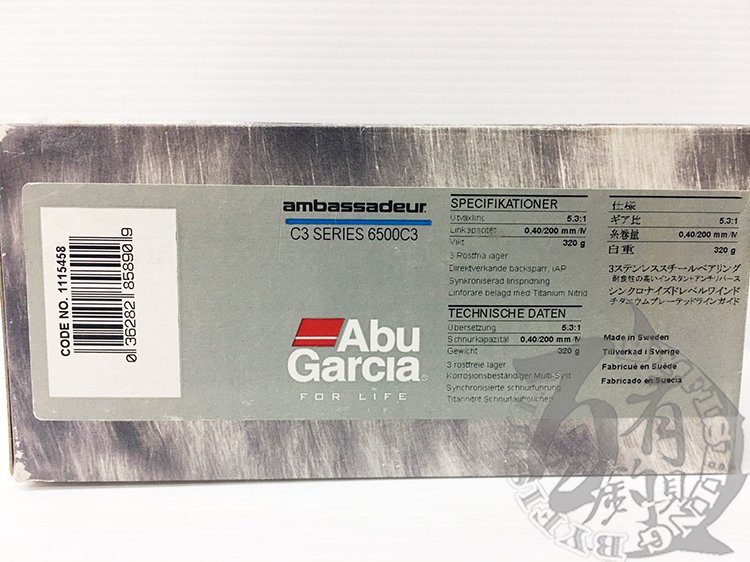 CODE NO. 1115458
0 36282 85890 9
ambassadeur
C3 SERIES 6500C3
Abu
Garcia
FOR LIFE
SPECIFIKATIONER
Utväxling 5.3:1
Linkapacitet 0,40/200 mm/M
Vikt 320 g
3 Rostfria lager
Direktverkande backspärr, IAR
Synkroniserad linspridning
Linförare belagd med Titanium Nitrid
TECHNISCHE DATEN
Übersetzung 5.3:1
Schnurkapazität 0,40/200 mm/M
Gewicht 320 g
3 rostfreie lager
Korrosionsbeständiger Multi-Syst
Synchronisierte schnurführung
Titannitrit Schnurlaufröllchen
仕様
ギア比 5.3:1
糸巻量 0,40/200 mm/M
自重 320 g
3ステンレススチールベアリング
耐食性の高いインスタントアンチリバース
シンクロナイズドレベルワインド
チタニウムプレーテッドラインガイド
Made in Sweden
Tillverkad i Sverige
Fabriqué en Suède
Fabricado en Suecia
有
釣具
FISHING